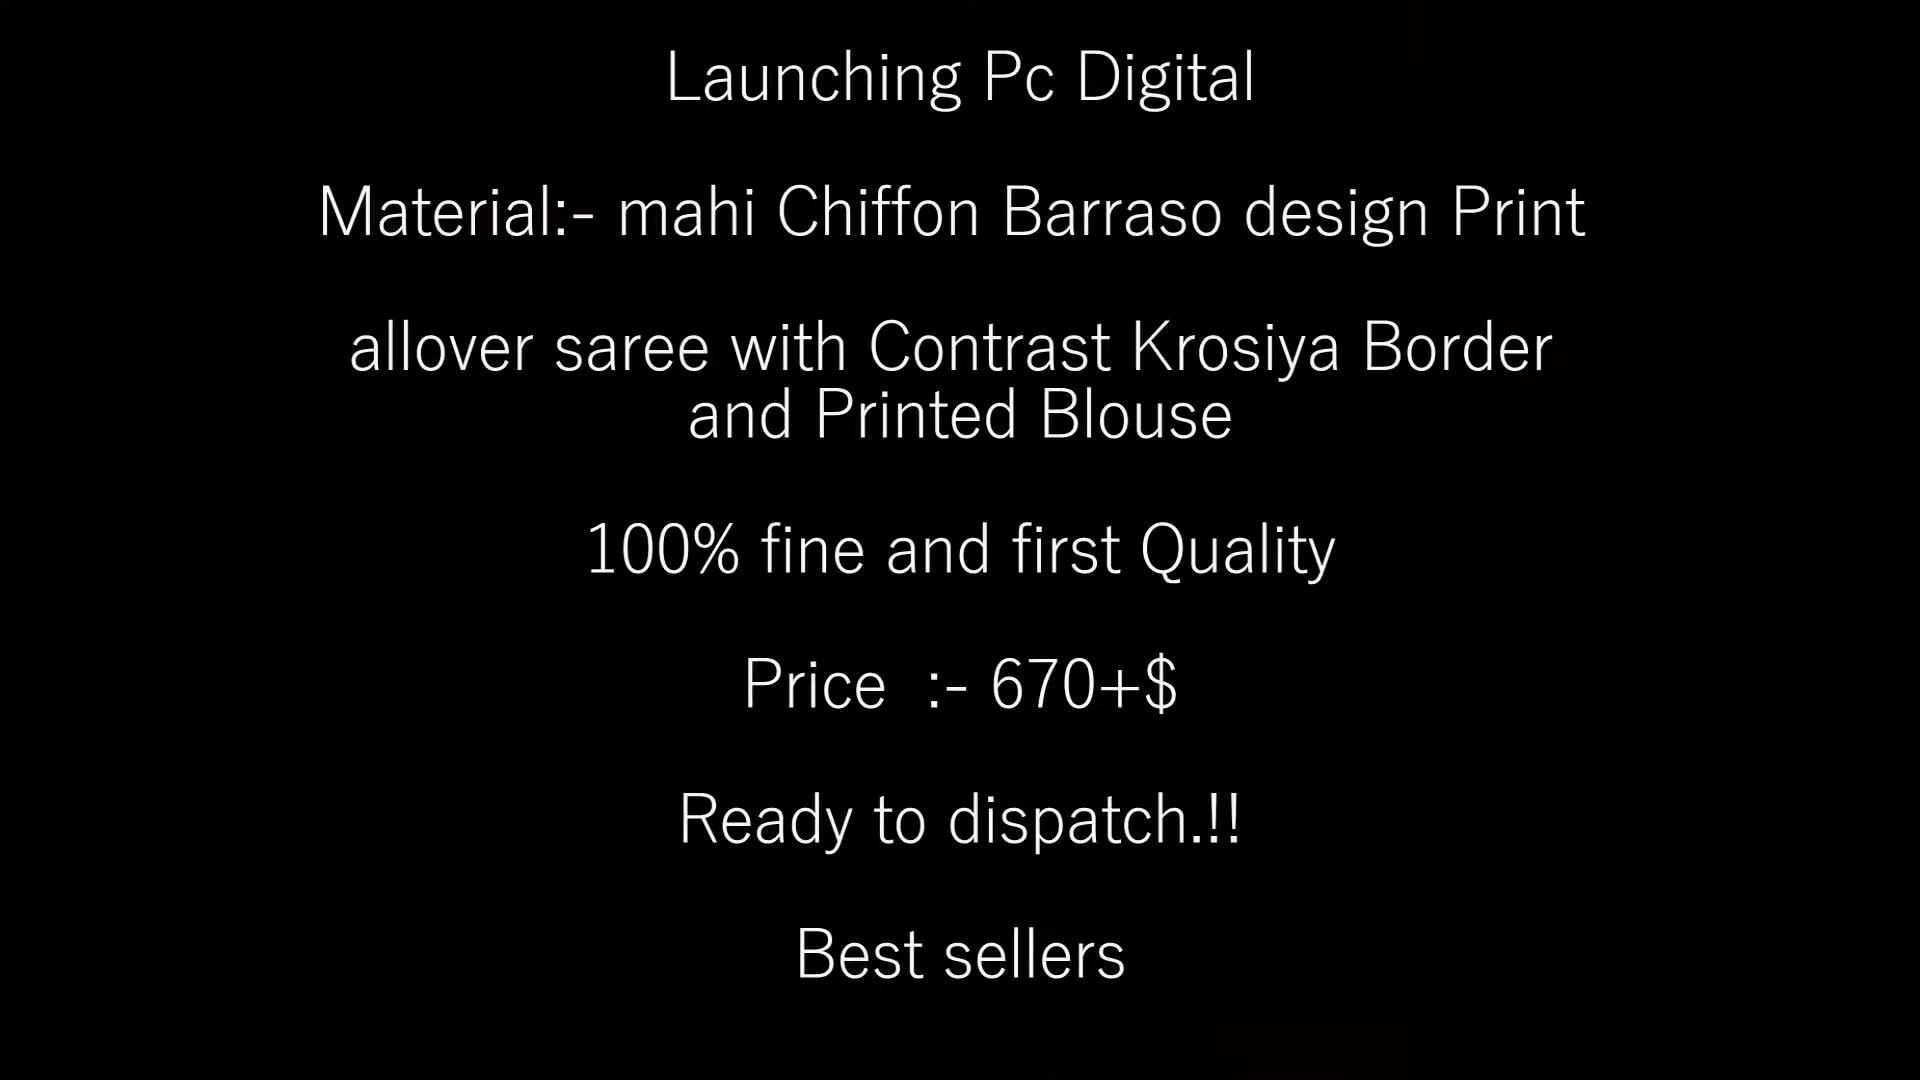 Launching Pc Digital
Material:- mahi Chiffon Barraso design Print
allover saree with Contrast Krosiya Border
and Printed Blouse
100% fine and first Quality
Price  :- 670+$
Ready to dispatch.!!
Best sellers